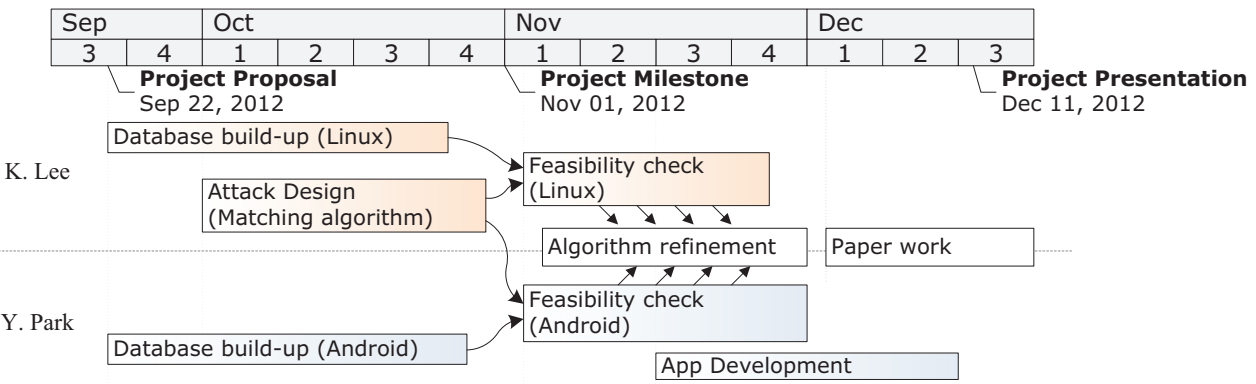 Sep Oct Nov Dec
3 4 1 2 3 4 1 2 3 4 1 2 3
Project Proposal
Sep 22, 2012
Project Milestone
Nov 01, 2012
Project Presentation
Dec 11, 2012
K. Lee
Database build-up (Linux)
Attack Design
(Matching algorithm)
Feasibility check
(Linux)
Algorithm refinement
Paper work
Y. Park
Feasibility check
(Android)
Database build-up (Android)
App Development